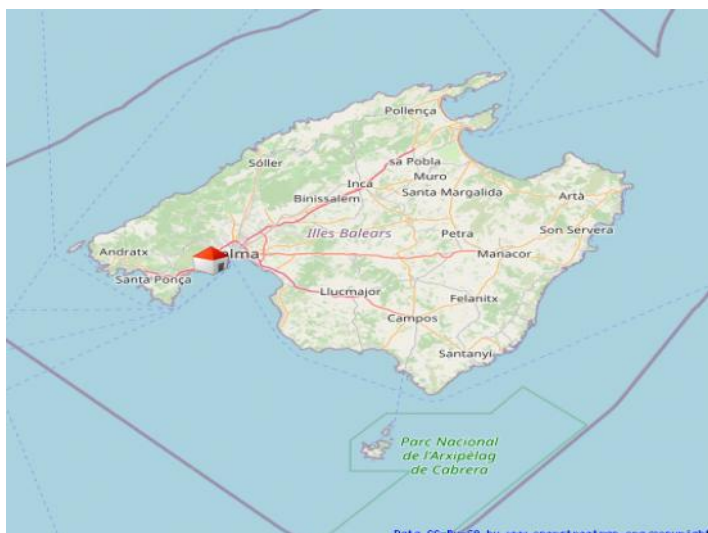 Pollença
Sóller
sa Pobla
Muro
Inca
Santa Margalida
Artà
Binissalem
Illes Balears
Petra
Son Servera
Andratx
alma
Manacor
Santa Ponça
Llucmajor
Felanitx
Campos
Santanyí
Parc Nacional
de l'Arxipèlag
de Cabrera